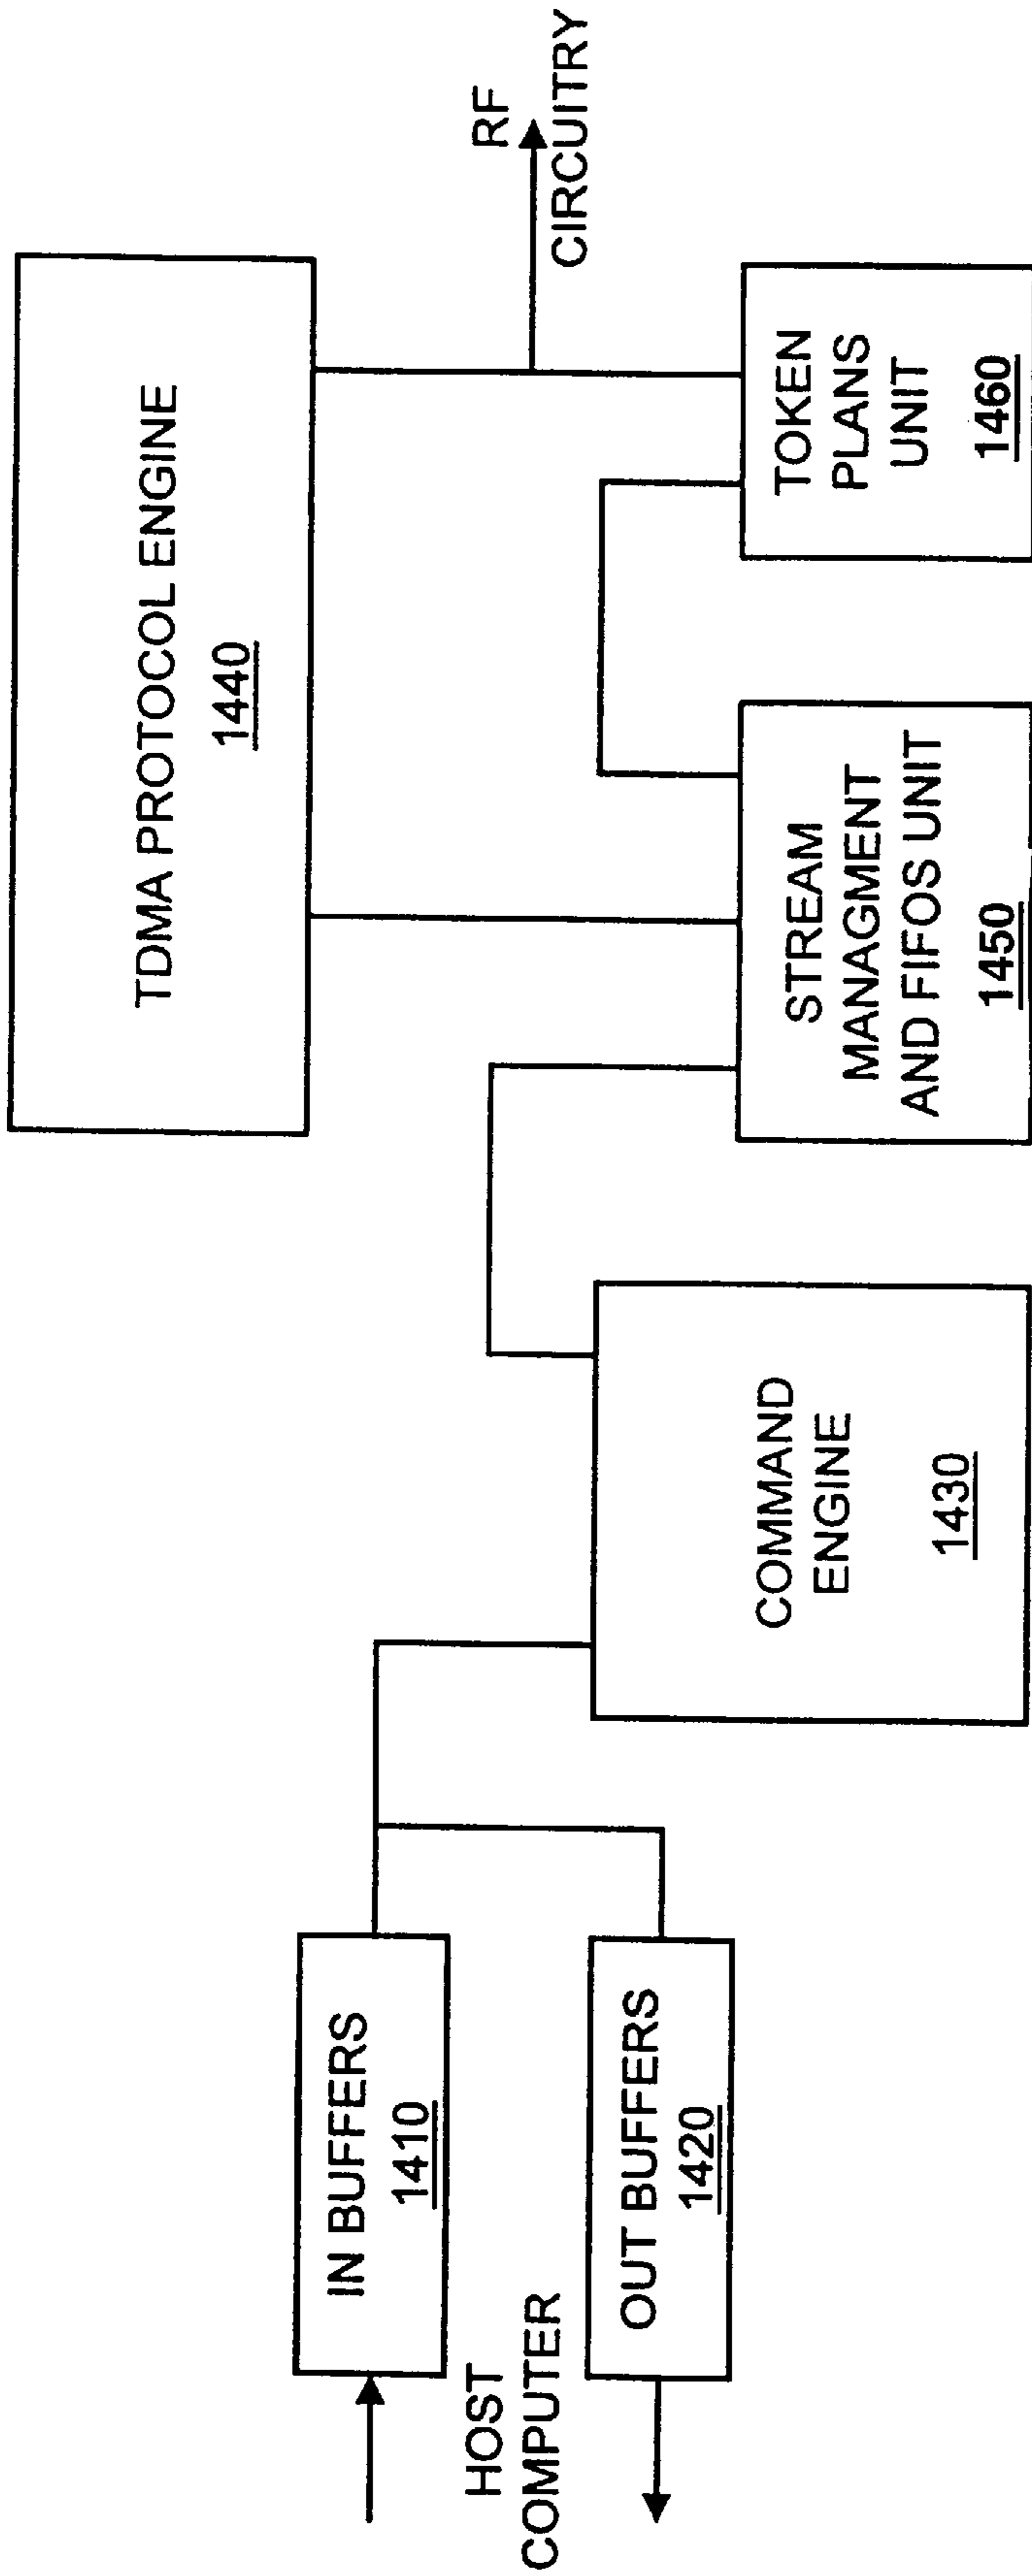 TDMA PROTOCOL ENGINE
1440
RF
CIRCUITRY
IN BUFFERS
1410
HOST
COMPUTER
OUT BUFFERS
1420
COMMAND
ENGINE
1430
STREAM
MANAGMENT
AND FIFOS UNIT
1450
TOKEN
PLANS
UNIT
1460